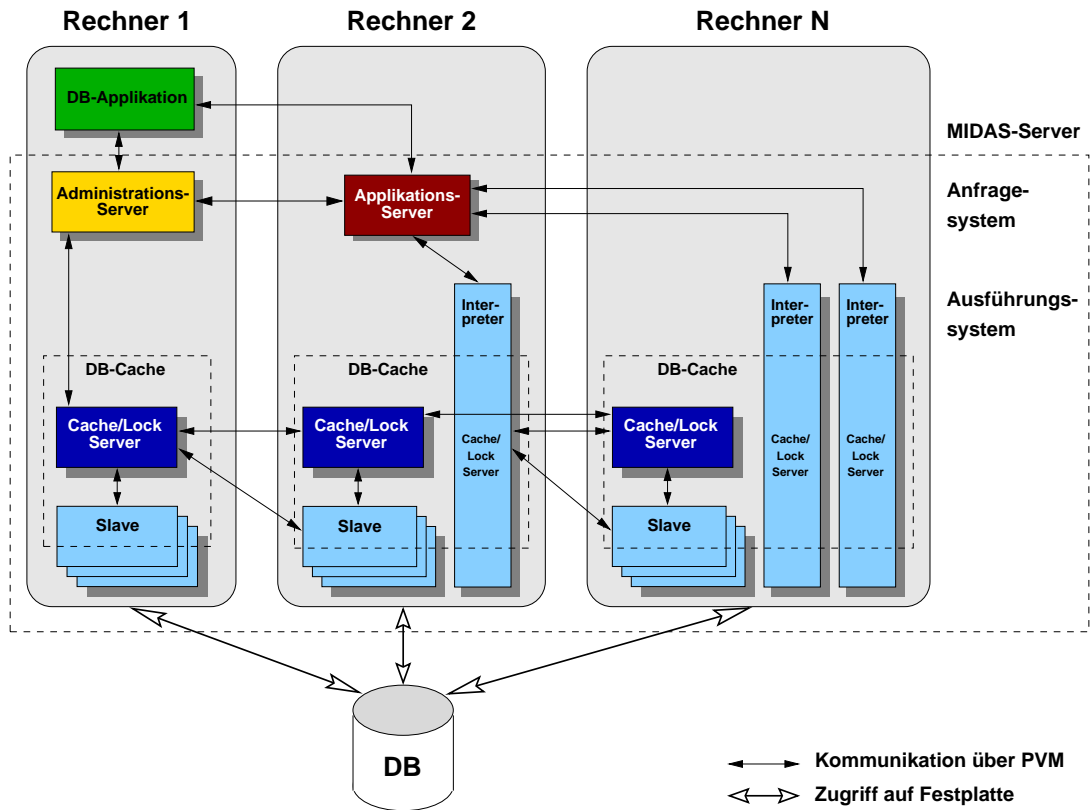 Rechner 1
Rechner 2
Rechner N
DB-Applikation
MIDAS-Server
Administrations-
Server
Applikations-
Server
Anfrage-
system
Inter-
preter
Inter-
preter
Inter-
preter
Ausführungs-
system
DB-Cache
DB-Cache
DB-Cache
Cache/Lock
Server
Cache/Lock
Server
Cache/
Lock
Server
Cache/Lock
Server
Cache/
Lock
Server
Cache/
Lock
Server
Slave
Slave
Slave
DB
Kommunikation über PVM
Zugriff auf Festplatte